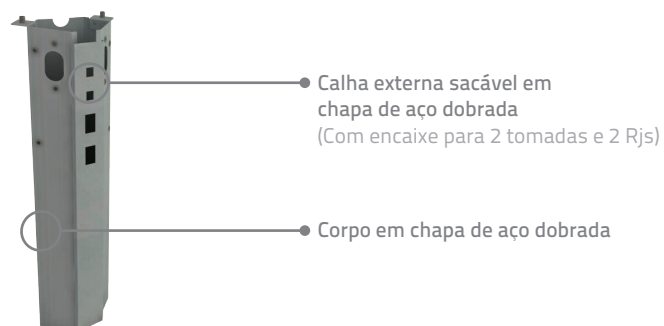 Calha externa sacável em
chapa de aço dobrada
(Com encaixe para 2 tomadas e 2 Rjs)
Corpo em chapa de aço dobrada